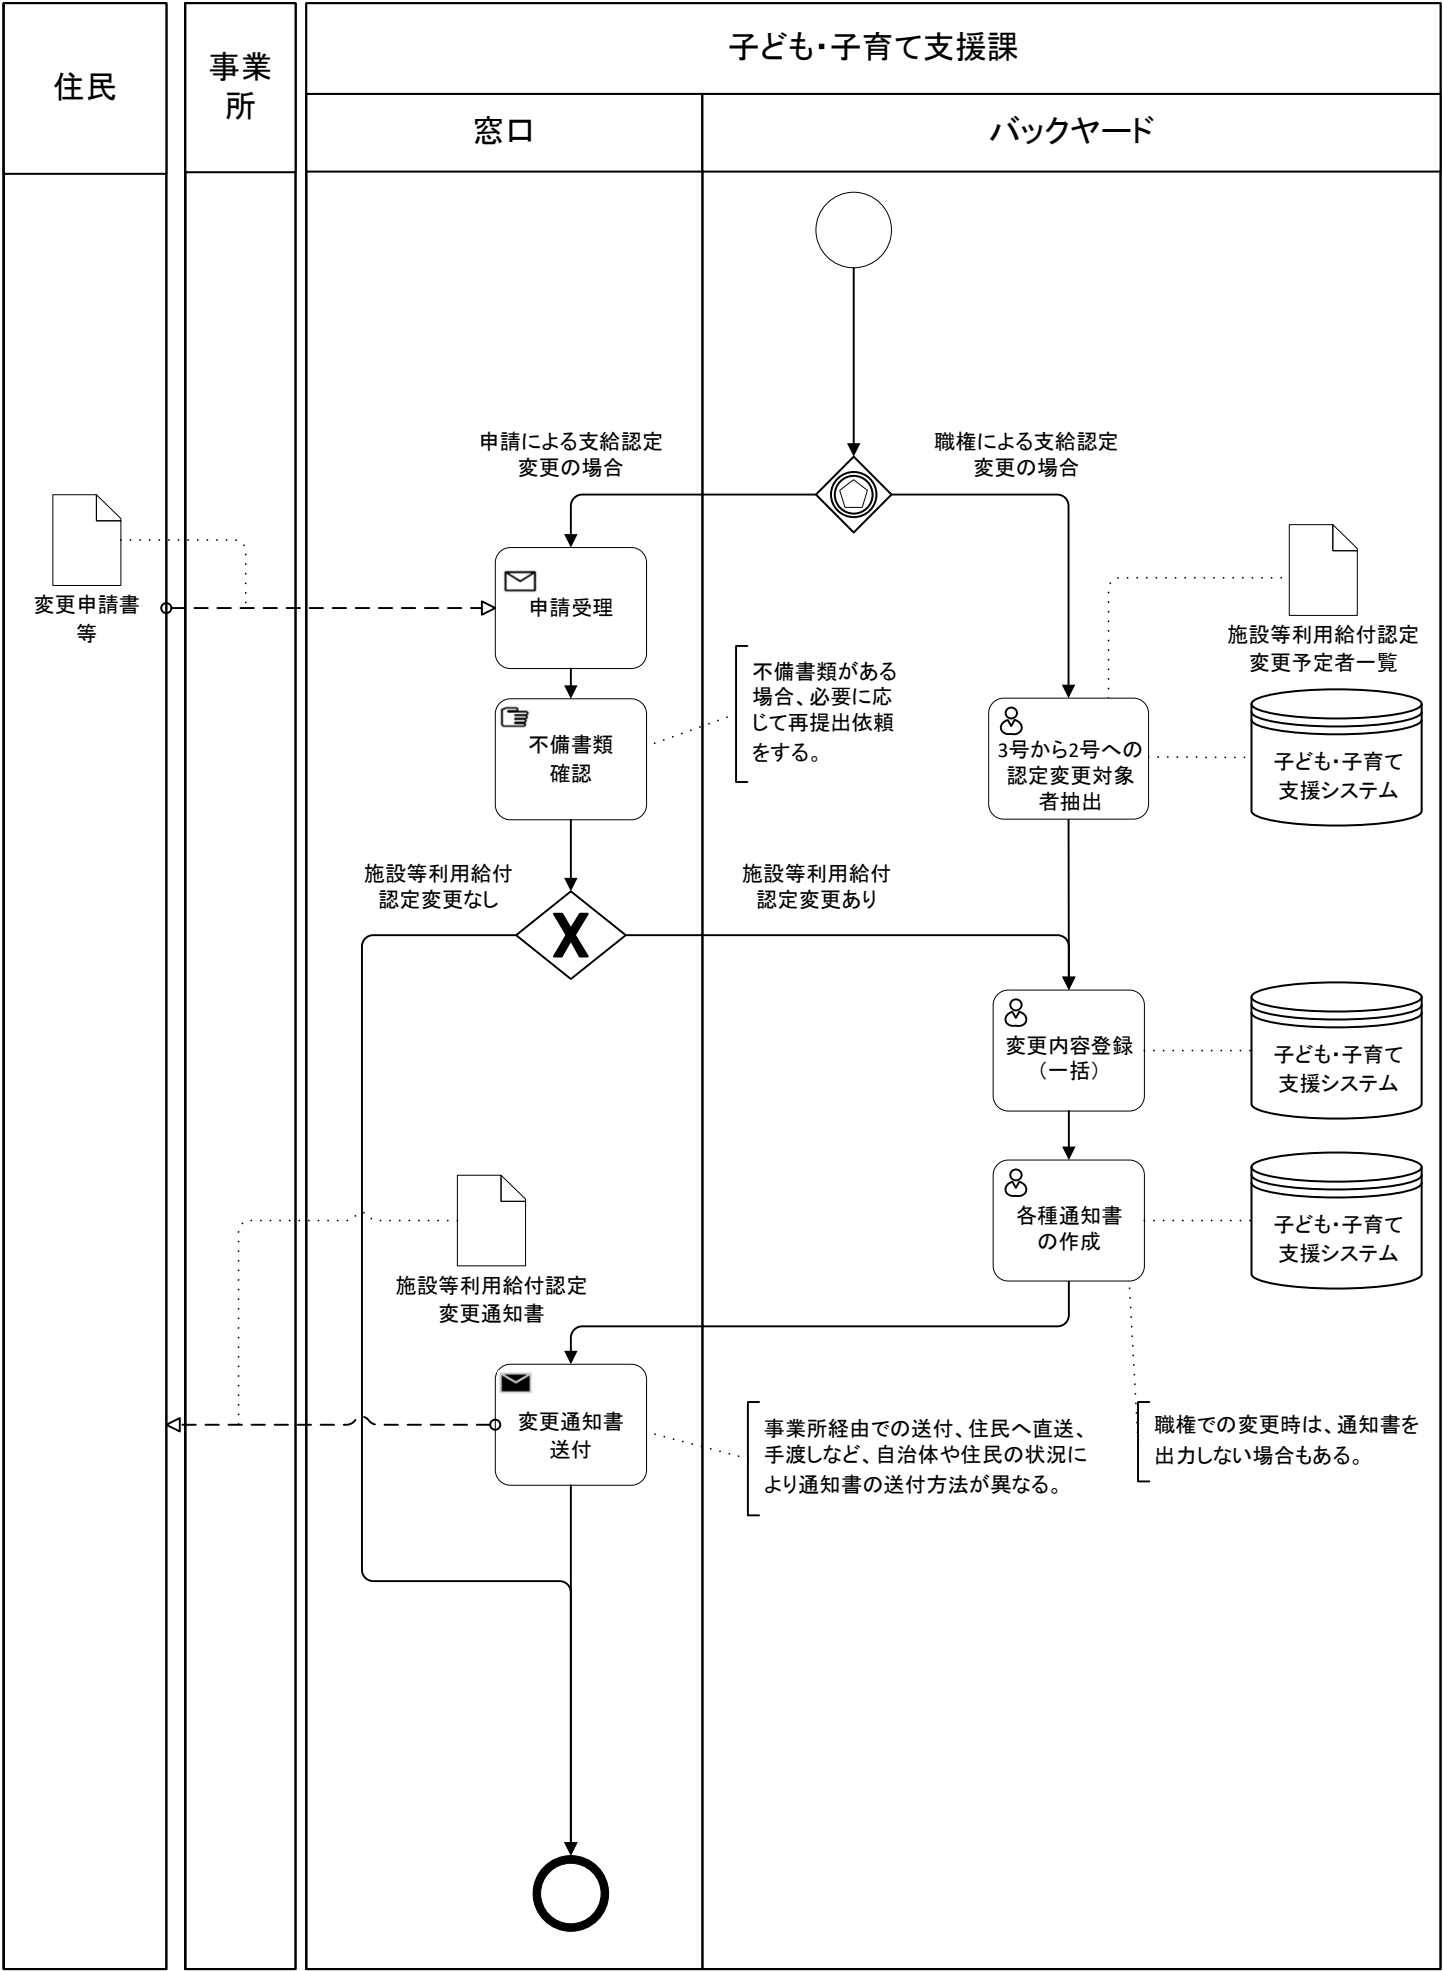 住民
事業
所
子ども・子育て支援課
窓口
バックヤード
申請による支給認定
変更の場合
職権による支給認定
変更の場合
変更申請書
等
申請受理
施設等利用給付認定
変更予定者一覧
不備書類
確認
不備書類がある
場合、必要に応
じて再提出依頼
をする。
3号から2号への
認定変更対象
者抽出
子ども・子育て
支援システム
施設等利用給付
認定変更なし
施設等利用給付
認定変更あり
X
変更内容登録
（一括）
子ども・子育て
支援システム
各種通知書
の作成
子ども・子育て
支援システム
施設等利用給付認定
変更通知書
変更通知書
送付
事業所経由での送付、住民へ直送、
手渡しなど、自治体や住民の状況に
より通知書の送付方法が異なる。
職権での変更時は、通知書を
出力しない場合もある。